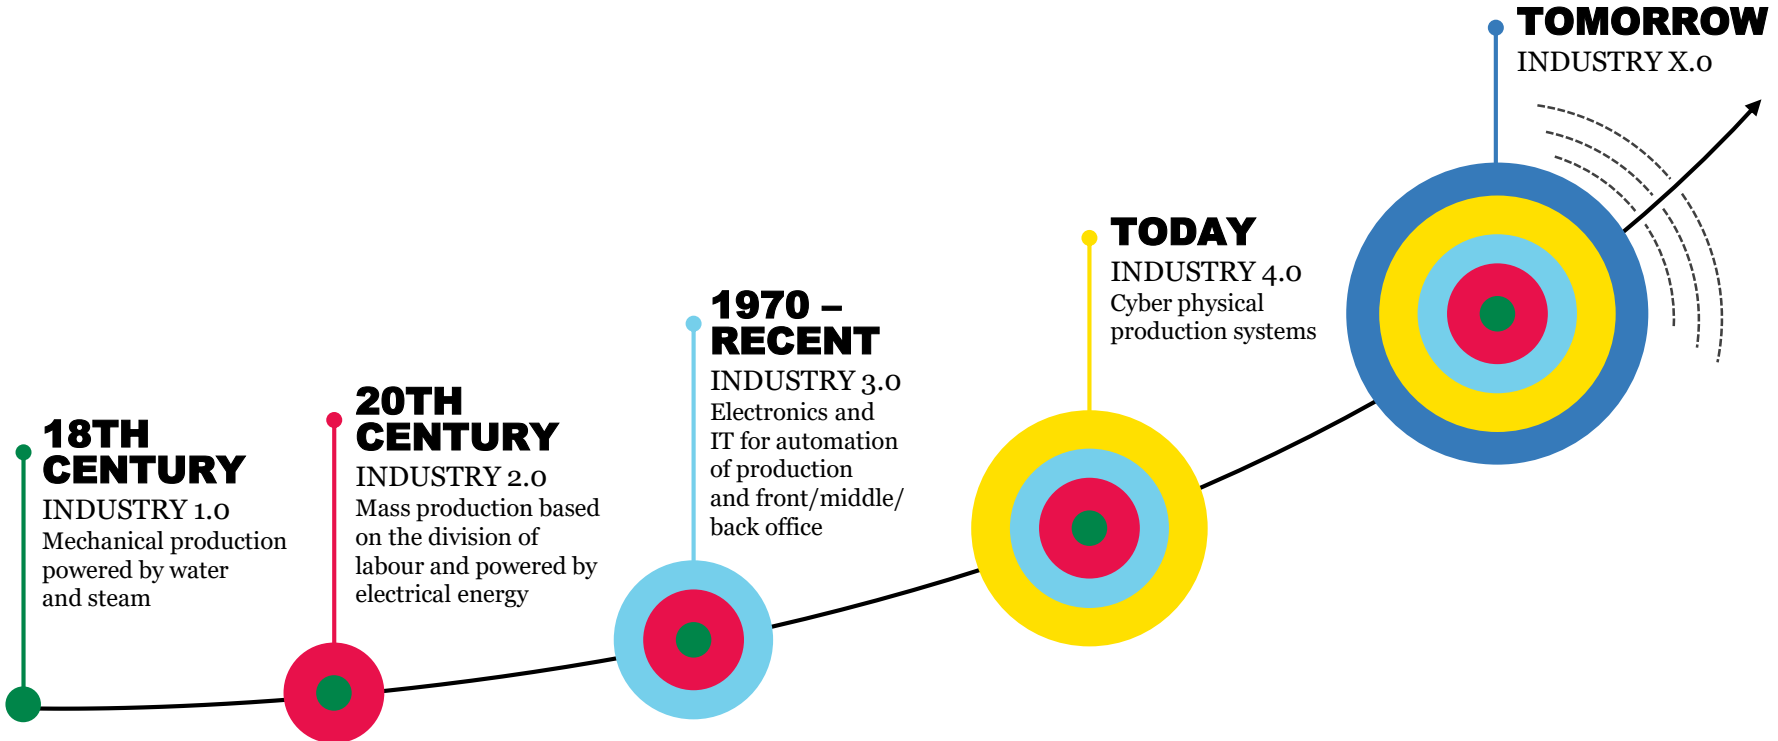 18TH
CENTURY
INDUSTRY 1.0
Mechanical production
powered by water
and steam
20TH
CENTURY
INDUSTRY 2.0
Mass production based
on the division of
labour and powered by
electrical energy
1970 –
RECENT
INDUSTRY 3.0
Electronics and
IT for automation
of production
and front/middle/
back office
TODAY
INDUSTRY 4.0
Cyber physical
production systems
TOMORROW
INDUSTRY X.0